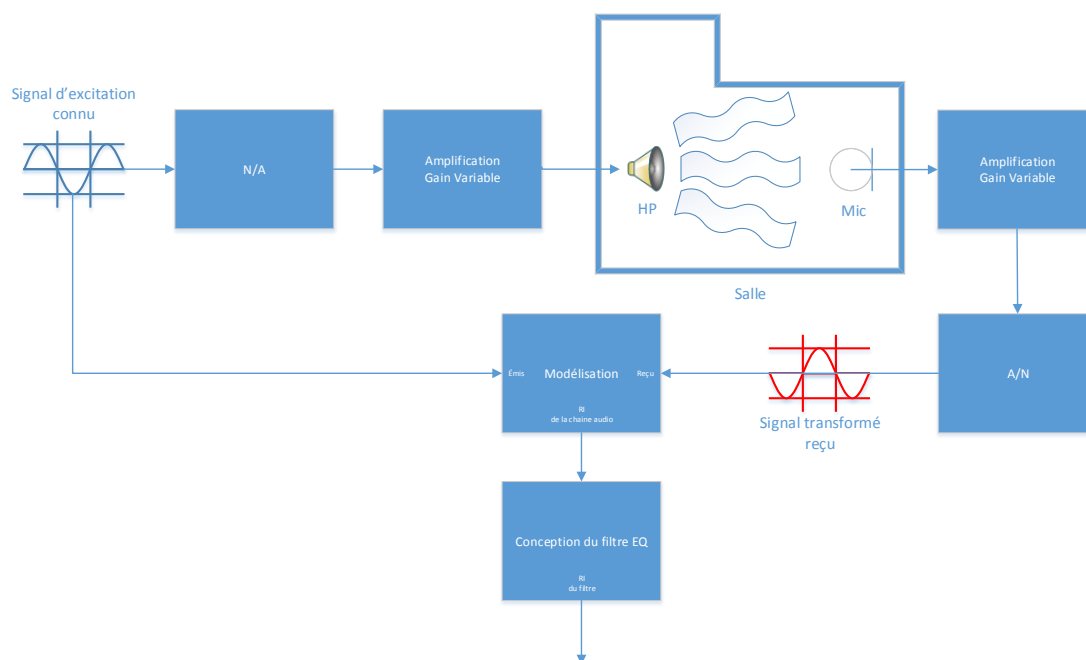 Signal d'excitation
connu
N/A
Amplification
Gain Variable
HP
Mic
Amplification
Gain Variable
Salle
Émis
Modélisation
Reçu
RI
de la chaine audio
Signal transformé
reçu
A/N
Conception du filtre EQ
RI
du filtre